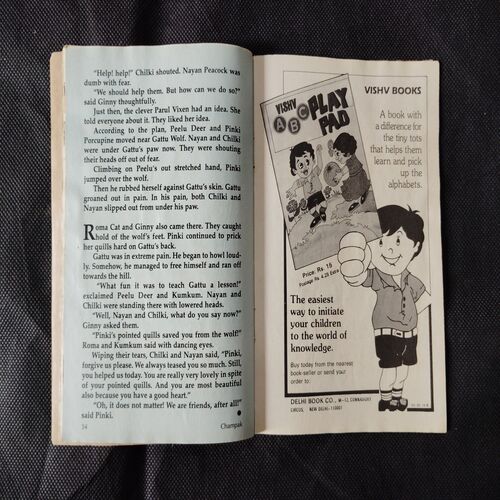 "Help! help!" Chilki shouted. Nayan Peacock was
dumb with fear.
"We should help them. But how can we do so?"
said Ginny thoughtfully.
Just then, the clever Parul Vixen had an idea. She
told everyone about it. They liked her idea.
According to the plan, Peelu Deer and Pinki
Porcupine moved near Gattu Wolf. Nayan and Chilki
were under Gattu's paw now. They were shouting
their heads off out of fear.
Climbing on Peelu's out stretched hand, Pinki
jumped over the wolf.
Then he rubbed herself against Gattu's skin. Gattu
groaned out in pain. In his pain, both Chilki and
Nayan slipped out from under his paw.
Roma Cat and Ginny also came there. They caught
hold of the wolf's feet. Pinki continued to prick
her quills hard on Gattu's back.
Gattu was in extreme pain. He began to howl loud-
ly. Somehow, he managed to free himself and ran off
towards the hill.
"What fun it was to teach Gattu a lesson!"
exclaimed Peelu Deer and Kumkum. Nayan and
Chilki were standing there with lowered heads.
"Well, Nayan and Chilki, what do you say now?"
Ginny asked them.
"Pinki's pointed quills saved you from the wolf!"
Roma and Kumkum said with dancing eyes.
Wiping their tears, Chilki and Nayan said, "Pinki,
forgive us please. We always teased you so much. Still,
you helped us today. You are really very lovely in spite
of your pointed quills. And you are most beautiful
also because you have a good heart."
"Oh, it does not matter! We are friends, after all!"
said Pinki.
34
Champak
VISHV BOOKS
VISHV
ABC PLAY
PAD
A book with
a difference for
the tiny tots
that helps them
learn and pick
up the
alphabets.
Price: Rs. 15
Postage Rs. 4.25 Extra
The easiest
way to initiate
your children
to the world of
knowledge.
Buy today from the nearest
book-seller or send your
order to:
DELHI BOOK CO., M-12, CONNAUGHT
CIRCUS, NEW DELHI-110001